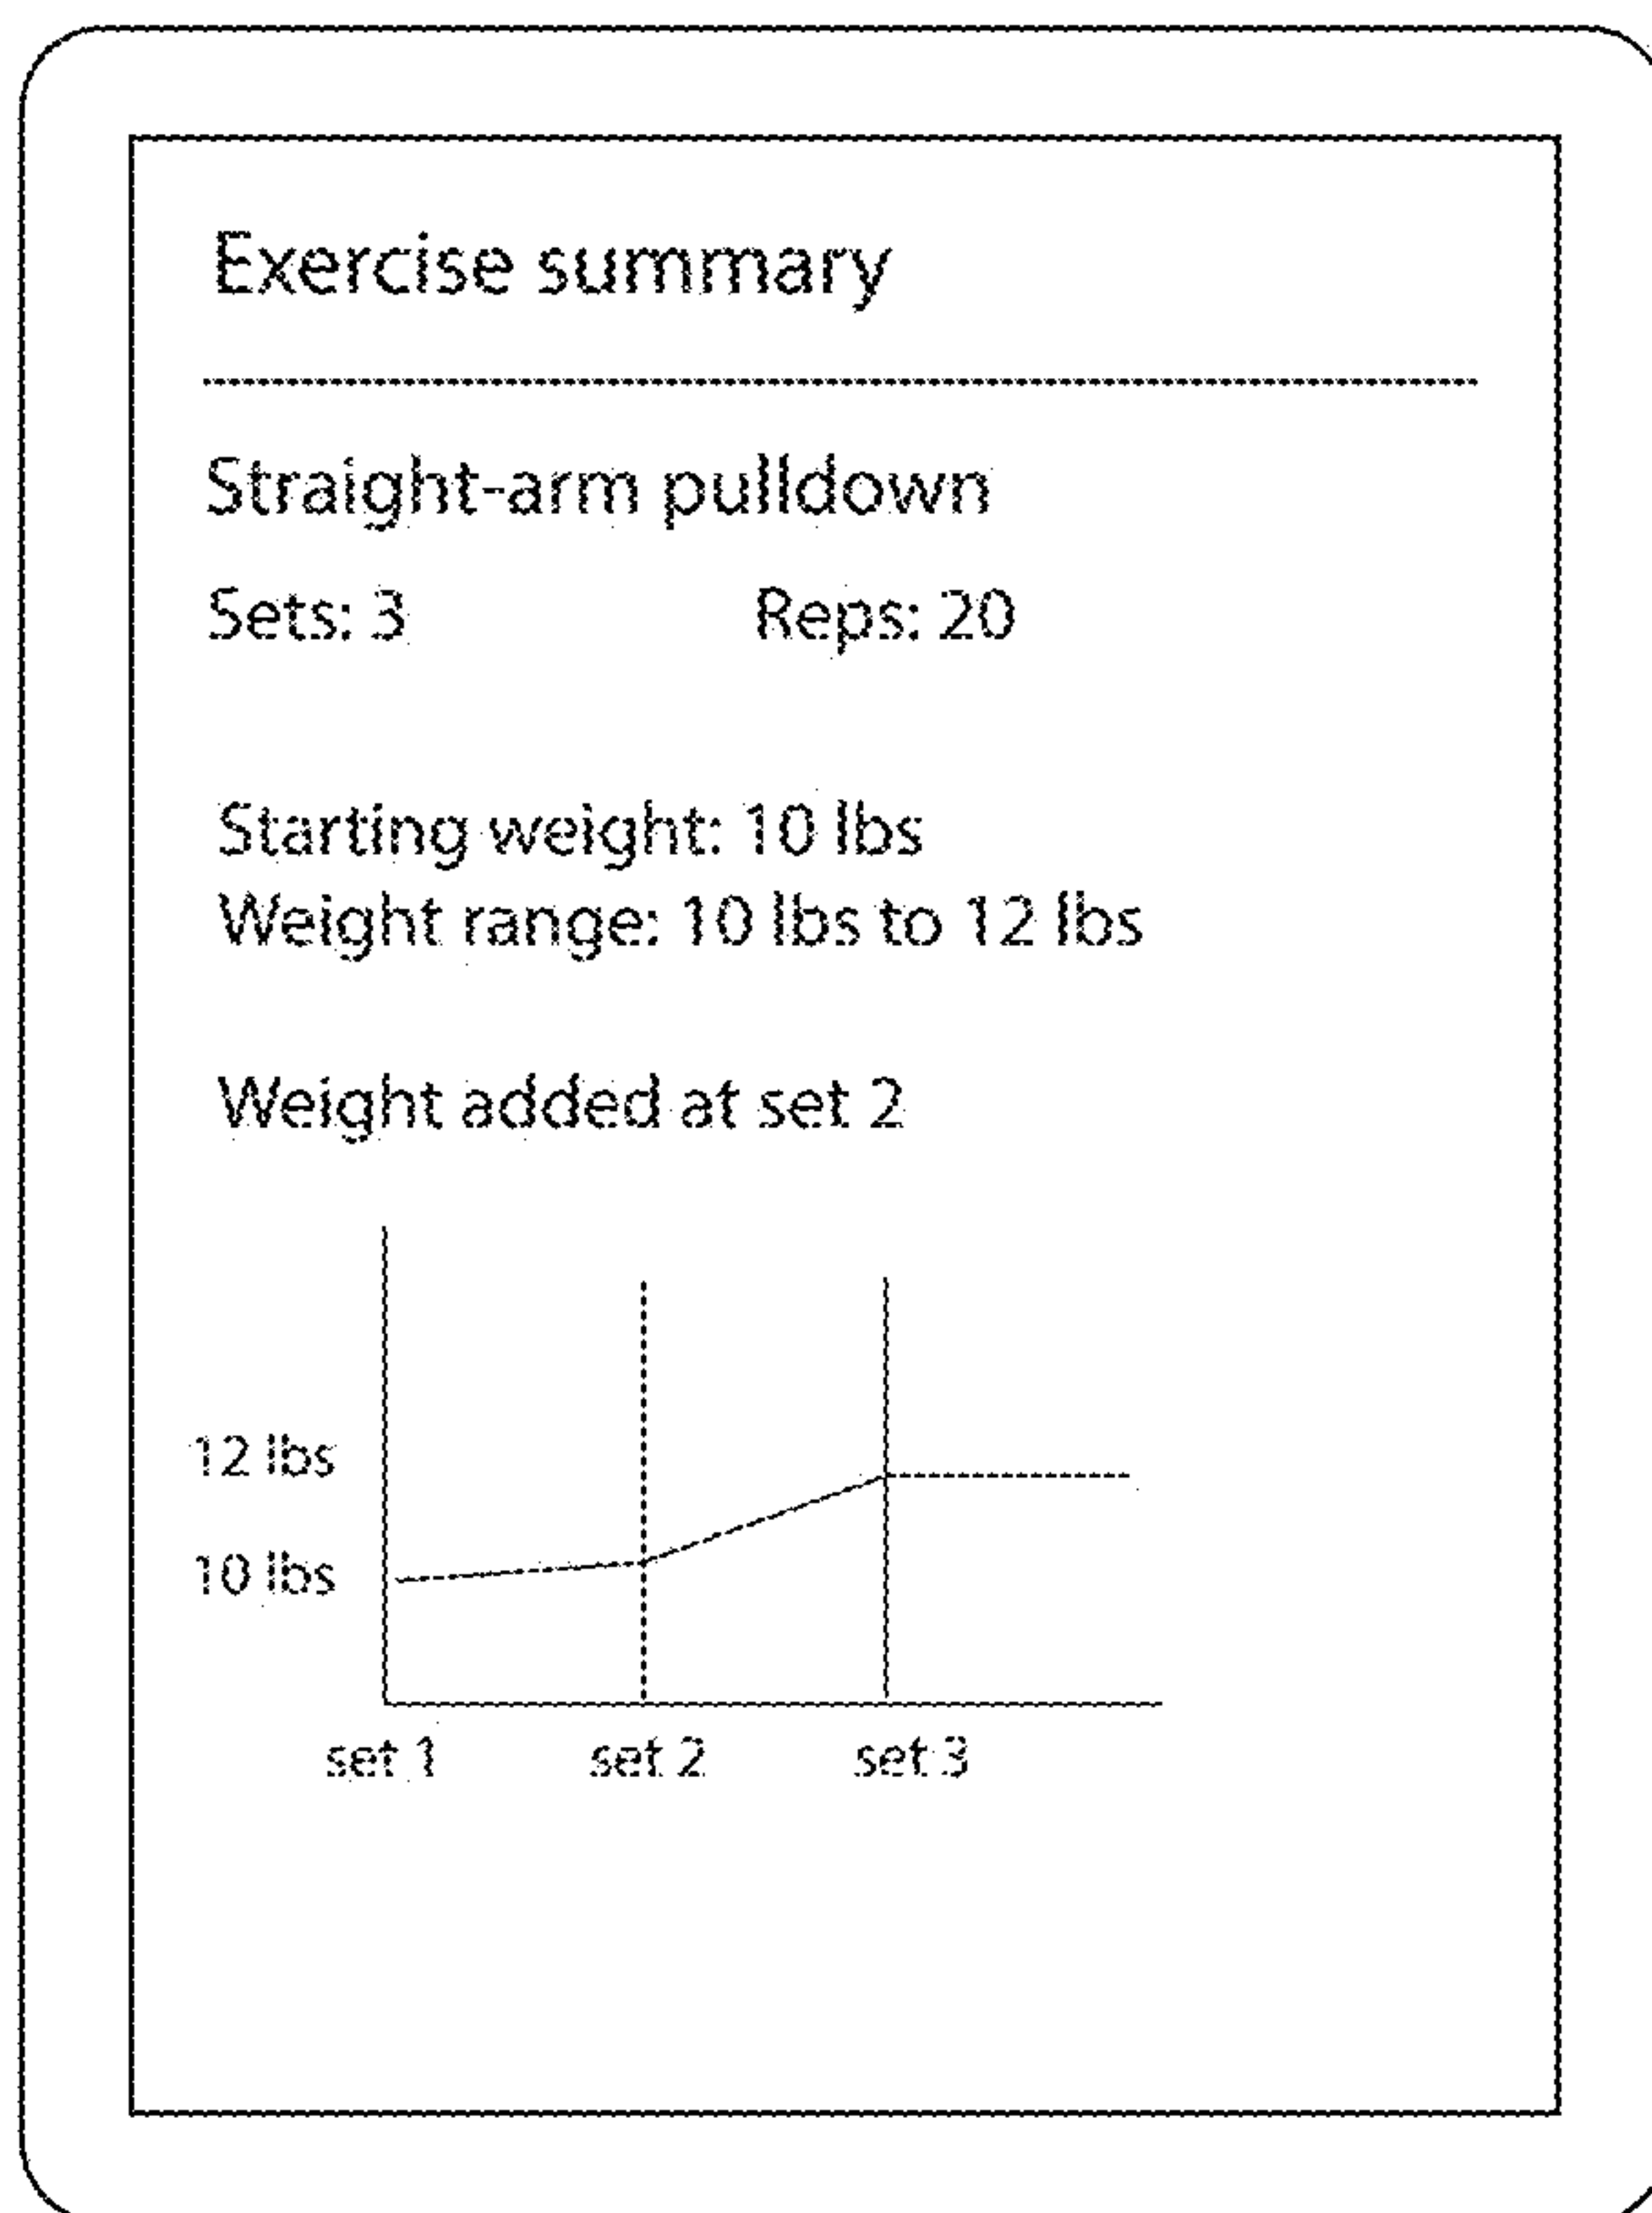 Exercise summary
Straight-arm pulldown
Sets: 3 Reps: 20
Starting weight: 10 lbs
Weight range: 10 lbs to 12 lbs
Weight added at set 2
12 lbs
10 lbs
set 1 set 2 set 3